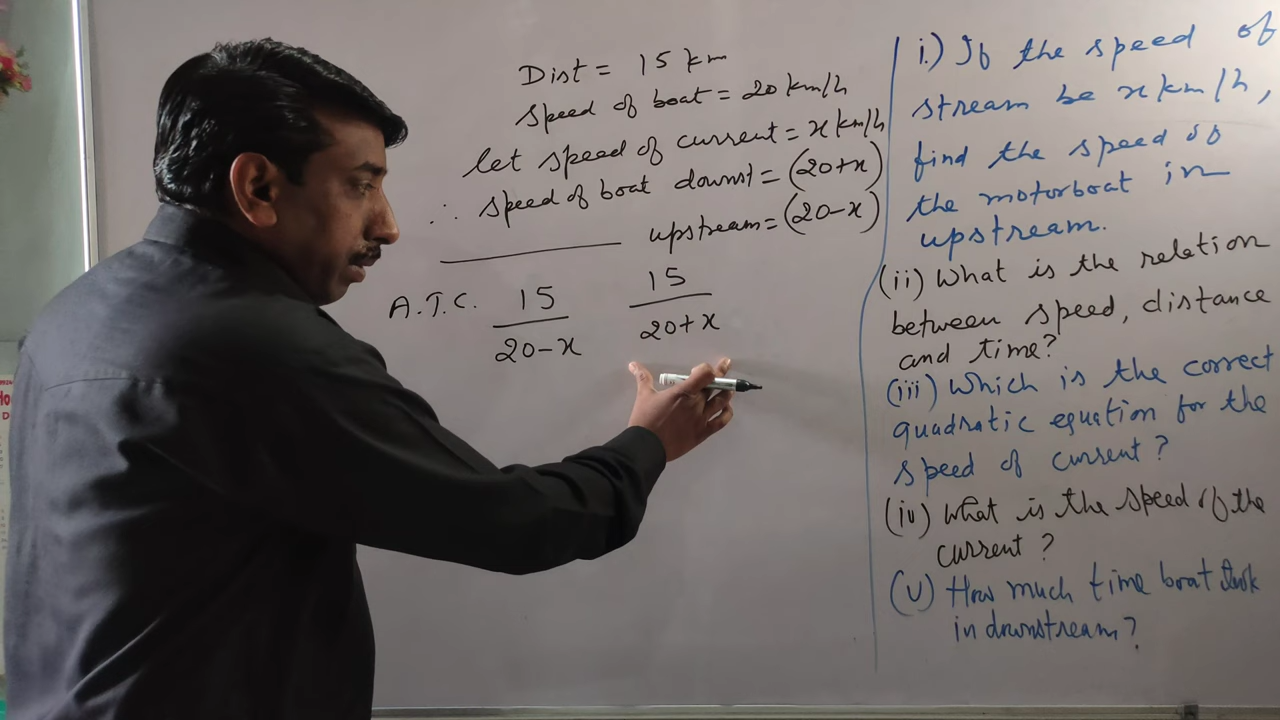 Dist = 15 km
speed of boat = 20 km/h
let speed of current = x km/h
∴ speed of boat downst = (20+x)
upstream = (20-x)
A.T.C. 15/20-x 15/20+x
i.) If the speed of
stream be x km/h,
find the speed of
the motorboat in
upstream.
(ii) What is the relation
between speed, distance
and time?
(iii) Which is the correct
quadratic equation for the
speed of current?
(iv) What is the speed of the
current?
(v) How much time boat took
in downstream?